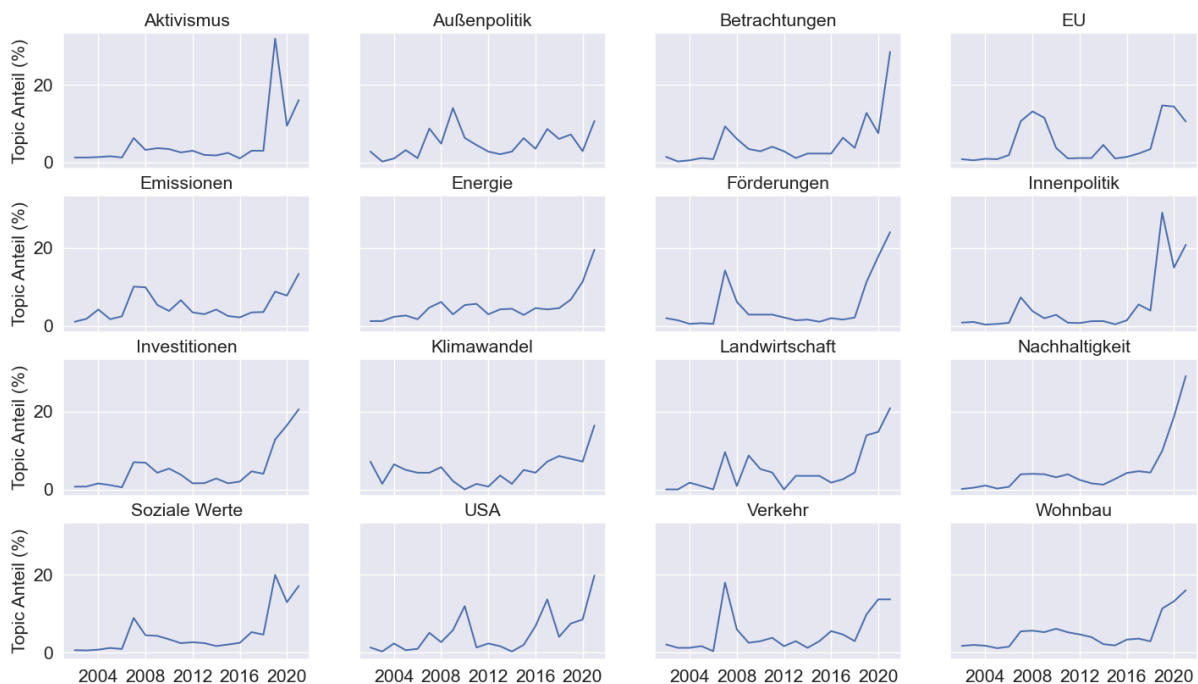 Aktivismus Außenpolitik Betrachtungen EU
Topic Anteil (%)
20
0
Emissionen Energie Förderungen Innenpolitik
Topic Anteil (%)
20
0
Investitionen Klimawandel Landwirtschaft Nachhaltigkeit
Topic Anteil (%)
20
0
Soziale Werte USA Verkehr Wohnbau
Topic Anteil (%)
20
0
2004 2008 2012 2016 2020 2004 2008 2012 2016 2020 2004 2008 2012 2016 2020 2004 2008 2012 2016 2020